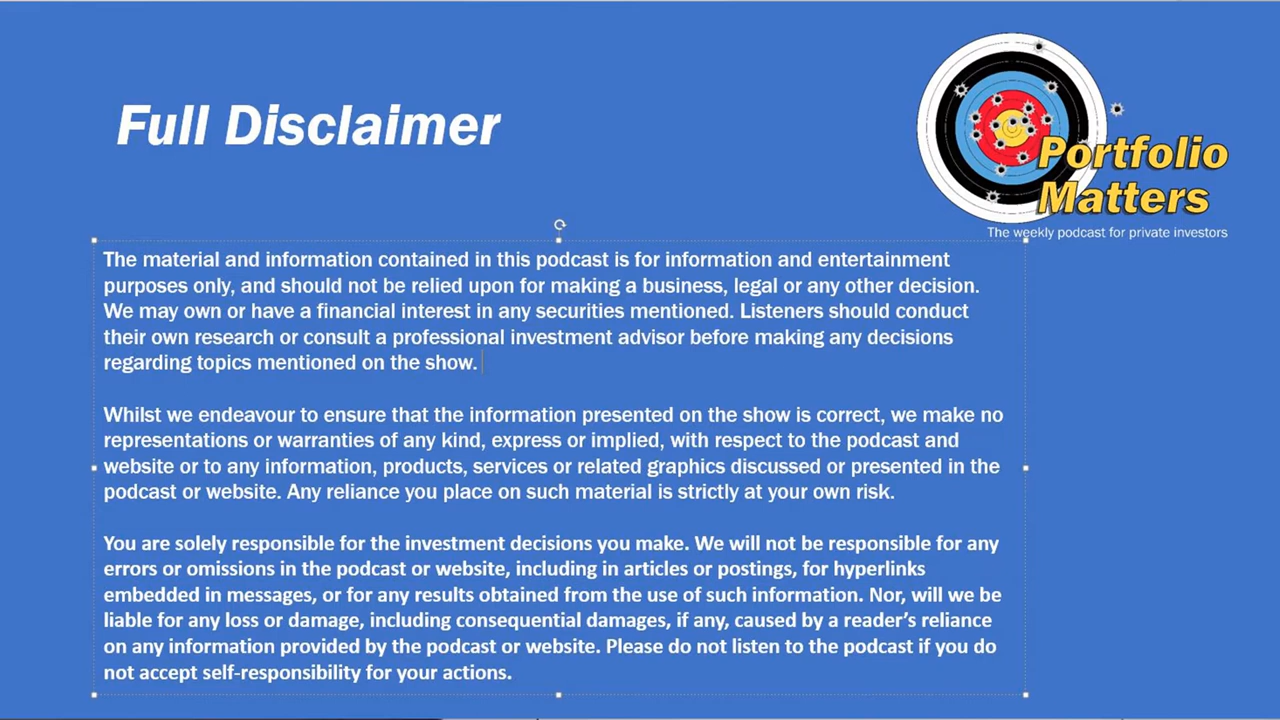 Full Disclaimer
Portfolio
Matters
The weekly podcast for private investors
The material and information contained in this podcast is for information and entertainment
purposes only, and should not be relied upon for making a business, legal or any other decision.
We may own or have a financial interest in any securities mentioned. Listeners should conduct
their own research or consult a professional investment advisor before making any decisions
regarding topics mentioned on the show.
Whilst we endeavour to ensure that the information presented on the show is correct, we make no
representations or warranties of any kind, express or implied, with respect to the podcast and
website or to any information, products, services or related graphics discussed or presented in the
podcast or website. Any reliance you place on such material is strictly at your own risk.
You are solely responsible for the investment decisions you make. We will not be responsible for any
errors or omissions in the podcast or website, including in articles or postings, for hyperlinks
embedded in messages, or for any results obtained from the use of such information. Nor, will we be
liable for any loss or damage, including consequential damages, if any, caused by a reader’s reliance
on any information provided by the podcast or website. Please do not listen to the podcast if you do
not accept self-responsibility for your actions.